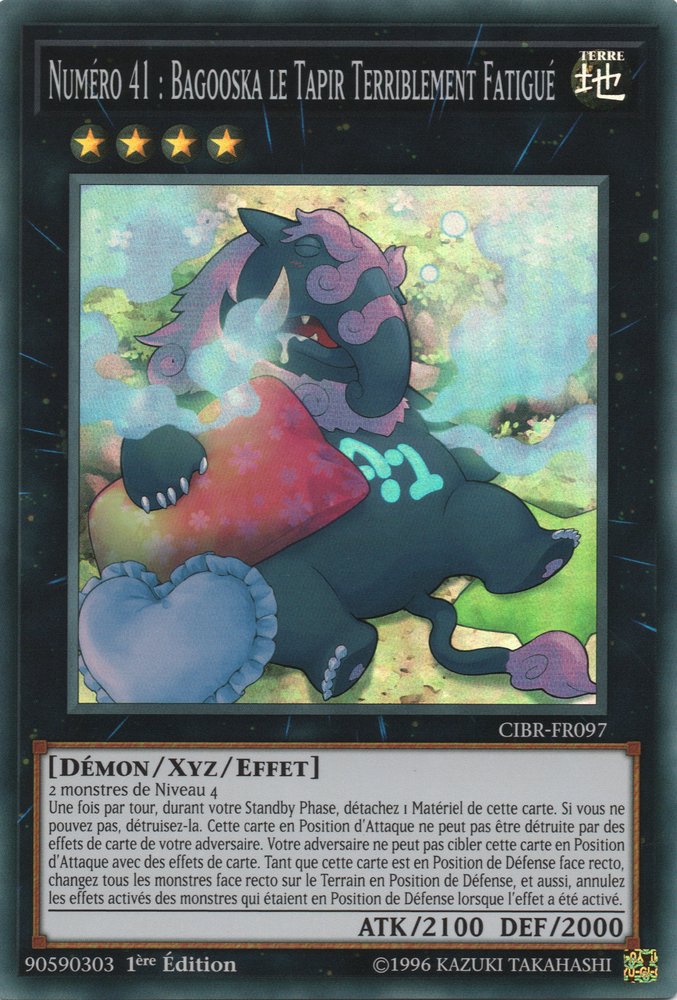 Numéro 41 : Bagooska le Tapir Terriblement Fatigué
TERRE
地
CIBR-FR097
[Démon/Xyz/Effet]
2 monstres de Niveau 4
Une fois par tour, durant votre Standby Phase, détachez 1 Matériel de cette carte. Si vous ne
pouvez pas, détruisez-la. Cette carte en Position d'Attaque ne peut pas être détruite par des
effets de carte de votre adversaire. Votre adversaire ne peut pas cibler cette carte en Position
d'Attaque avec des effets de carte. Tant que cette carte est en Position de Défense face recto,
changez tous les monstres face recto sur le Terrain en Position de Défense, et aussi, annulez
les effets activés des monstres qui étaient en Position de Défense lorsque l'effet a été activé.
ATK/2100 DEF/2000
90590303 1ère Édition
©1996 KAZUKI TAKAHASHI